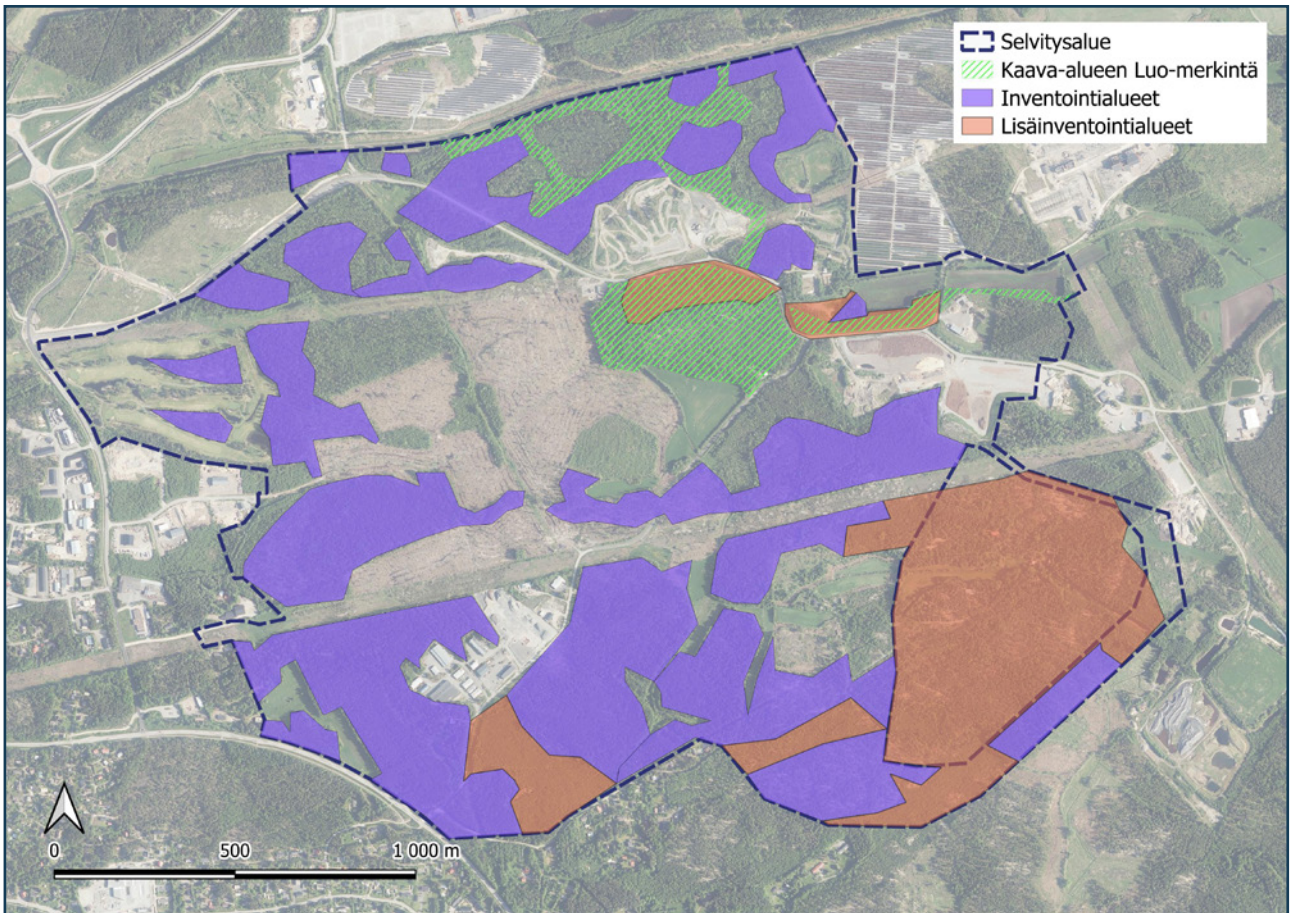 Selvitysalue
Kaava-alueen Luo-merkintä
Inventointialueet
Lisäinventointialueet
0 500 1 000 m